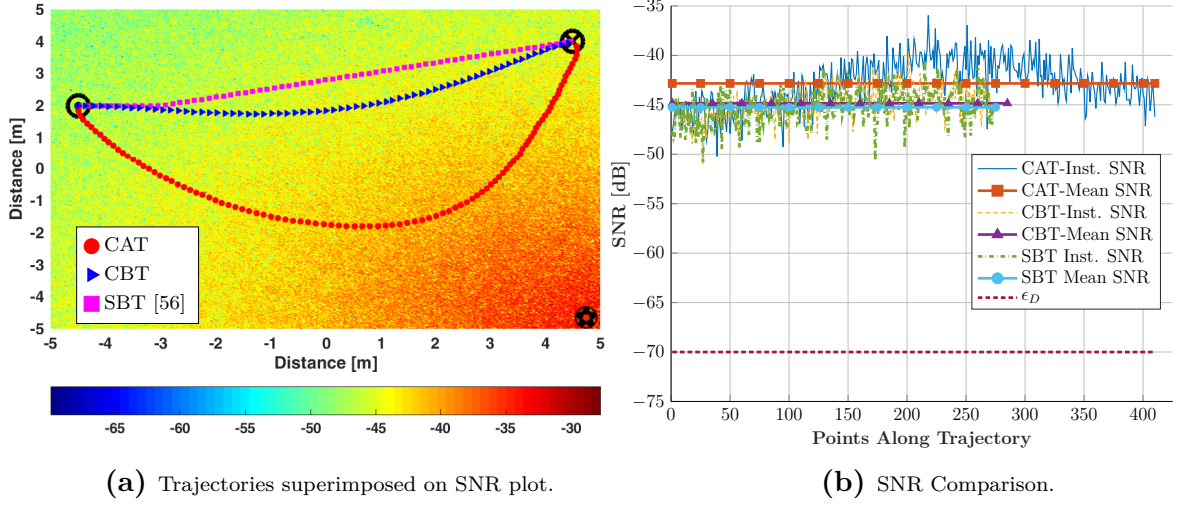 5
4
3
2
1
0
-1
-2
-3
-4
-5
Distance [m]
CAT
CBT
SBT [56]
-5 -4 -3 -2 -1 0 1 2 3 4 5
Distance [m]
-65 -60 -55 -50 -45 -40 -35 -30
(a) Trajectories superimposed on SNR plot.
−35
−40
−45
−50
−55
−60
−65
−70
−75
SNR [dB]
CAT-Inst. SNR
CAT-Mean SNR
CBT-Inst. SNR
CBT-Mean SNR
SBT Inst. SNR
SBT Mean SNR
ϵ_D
1 50 100 150 200 250 300 350 400
Points Along Trajectory
(b) SNR Comparison.